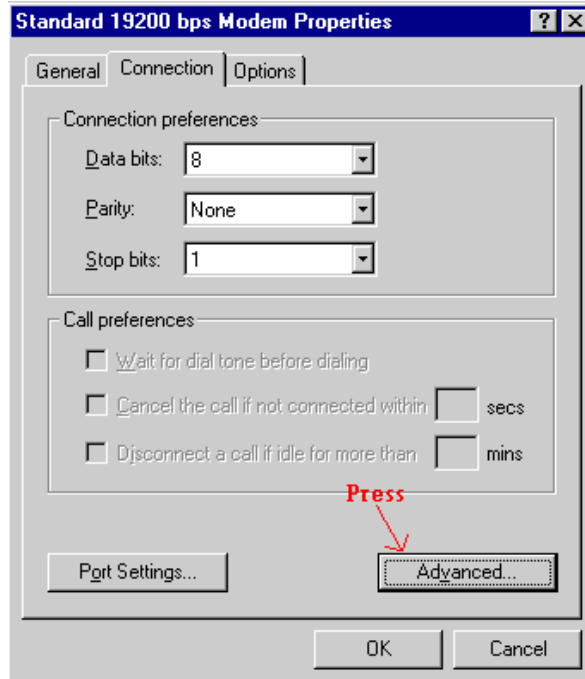 Standard 19200 bps Modem Properties
General Connection Options
Connection preferences
Data bits: 8
Parity: None
Stop bits: 1
Call preferences
Wait for dial tone before dialing
Cancel the call if not connected within secs
Disconnect a call if idle for more than mins
Press
Port Settings... Advanced...
OK Cancel